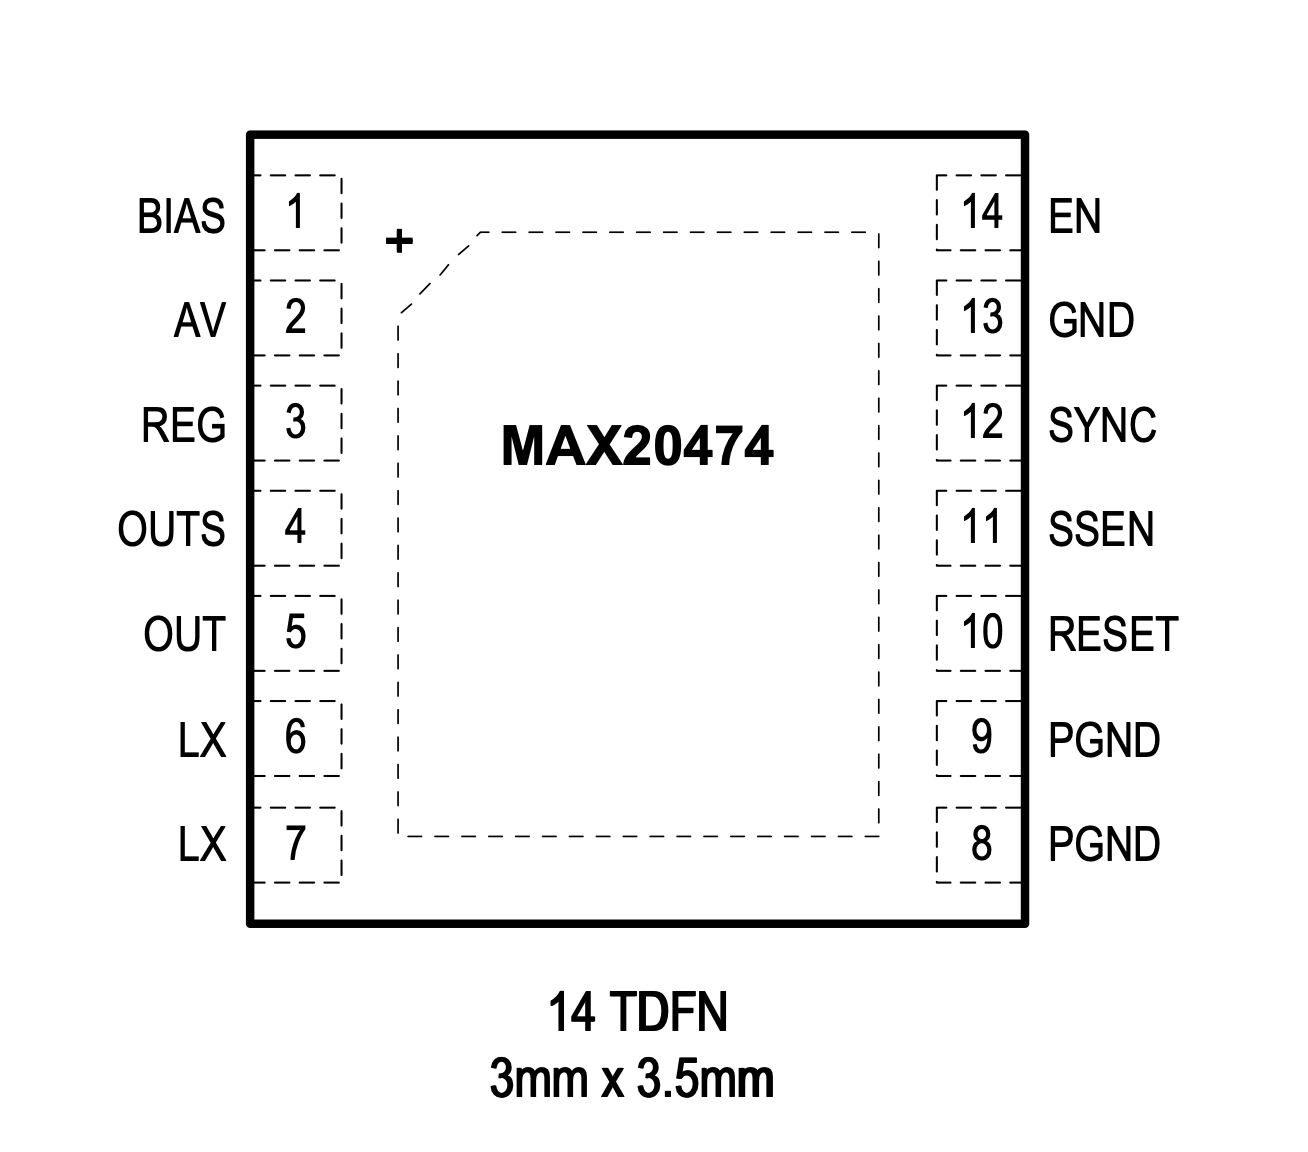 BIAS 1 14 EN
+
AV 2 13 GND
REG 3 12 SYNC
MAX20474
OUTS 4 11 SSEN
OUT 5 10 RESET
LX 6 9 PGND
LX 7 8 PGND
14 TDFN
3mm x 3.5mm